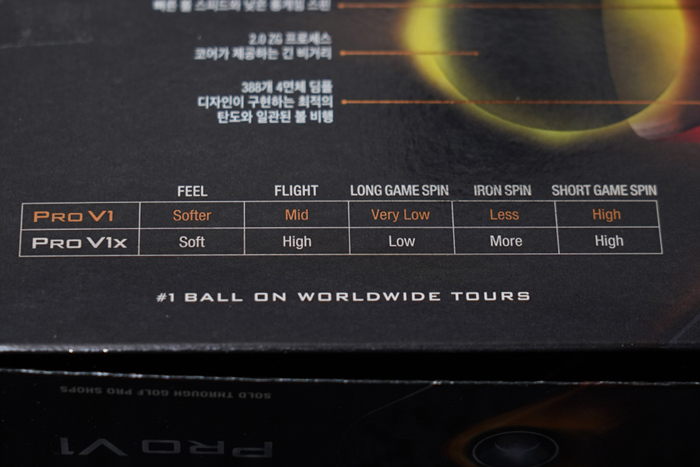 빠른 볼 스피드와 낮은 롱게임 스핀
2.0 ZG 프로세스
코어가 제공하는 긴 비거리
388개 4면체 딤플
디자인이 구현하는 최적의
탄도와 일관된 볼 비행
FEEL FLIGHT LONG GAME SPIN IRON SPIN SHORT GAME SPIN
PRO V1 Softer Mid Very Low Less High
PRO V1x Soft High Low More High
#1 BALL ON WORLDWIDE TOURS
SOLD THROUGH GOLF PRO SHOPS
PRO V1